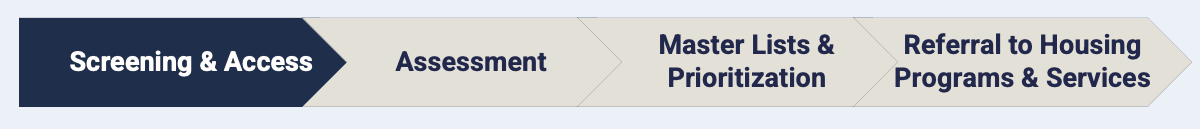 Screening & Access
Assessment
Master Lists &
Prioritization
Referral to Housing
Programs & Services